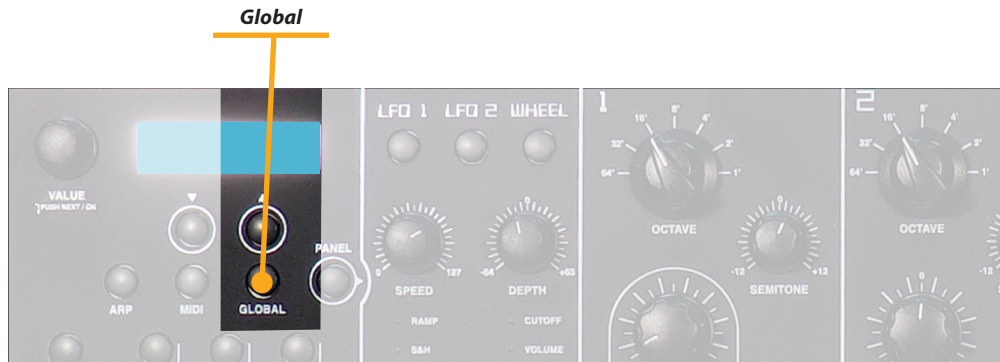 Global
LFO 1 LFO 2 WHEEL
1
2
VALUE
PUSH NEXT / OK
▼
▲
PANEL
ARP MIDI GLOBAL
0 127
SPEED
-64 0 +63
DEPTH
RAMP
S&H
CUTOFF
VOLUME
64' 32' 16' 8' 4' 2' 1'
OCTAVE
-12 0 +12
SEMITONE
64' 32' 16' 8' 4' 2' 1'
OCTAVE
0